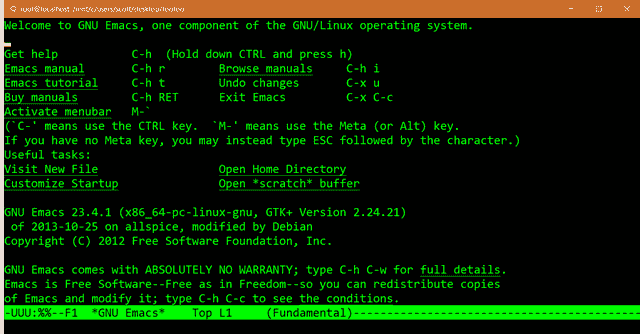 root@localhost: /mnt/c/users/scott/desktop/
Welcome to GNU Emacs, one component of the GNU/Linux operating system.
Get help C-h (Hold down CTRL and press h)
Emacs manual C-h r Browse manuals C-h i
Emacs tutorial C-h t Undo changes C-x u
Buy manuals C-h RET Exit Emacs C-x C-c
Activate menubar M-`
(`C-' means use the CTRL key. `M-' means use the Meta (or Alt) key.
If you have no Meta key, you may instead type ESC followed by the character.)
Useful tasks:
Visit New File Open Home Directory
Customize Startup Open *scratch* buffer
GNU Emacs 23.4.1 (x86_64-pc-linux-gnu, GTK+ Version 2.24.21)
of 2013-10-25 on allspice, modified by Debian
Copyright (C) 2012 Free Software Foundation, Inc.
GNU Emacs comes with ABSOLUTELY NO WARRANTY; type C-h C-w for full details.
Emacs is Free Software--Free as in Freedom--so you can redistribute copies
of Emacs and modify it; type C-h C-c to see the conditions.
-UUU:%%--F1 *GNU Emacs* Top L1 (Fundamental)-----------------------------------